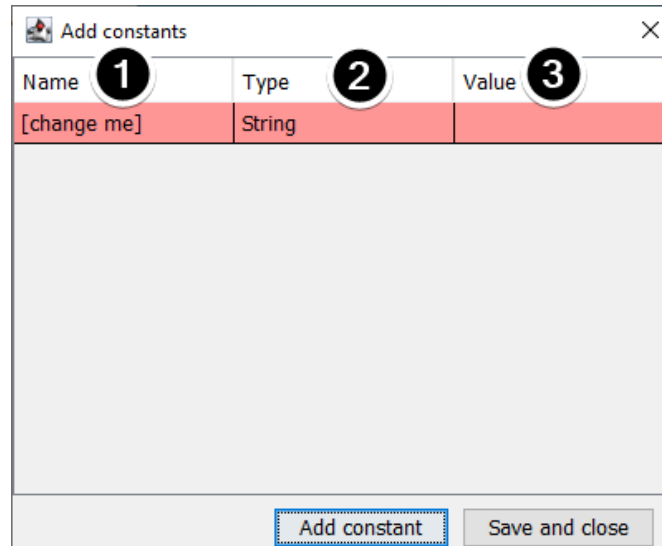 Add constants
Name 1 Type 2 Value 3
[change me] String
Add constant Save and close